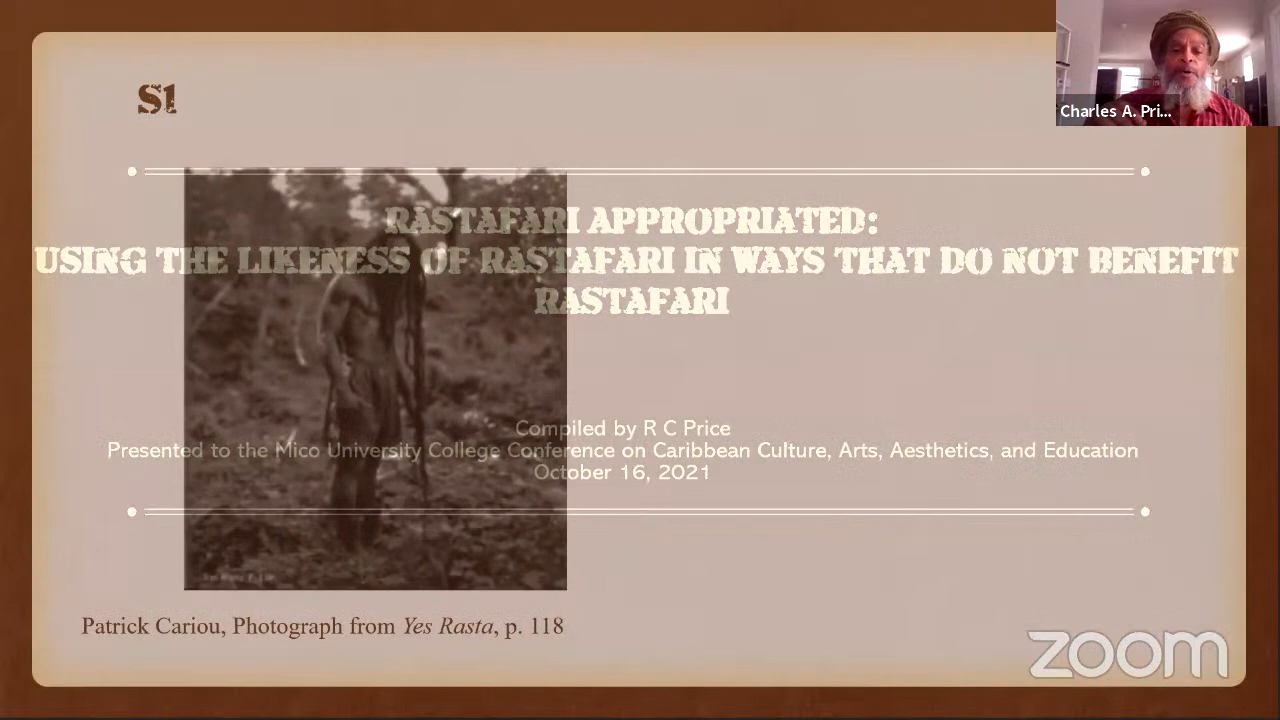 S1
Charles A. Pri...
RASTAFARI APPROPRIATED:
USING THE LIKENESS OF RASTAFARI IN WAYS THAT DO NOT BENEFIT
RASTAFARI
Compiled by R C Price
Presented to the Mico University College Conference on Caribbean Culture, Arts, Aesthetics, and Education
October 16, 2021
Patrick Cariou, Photograph from Yes Rasta, p. 118
zoom